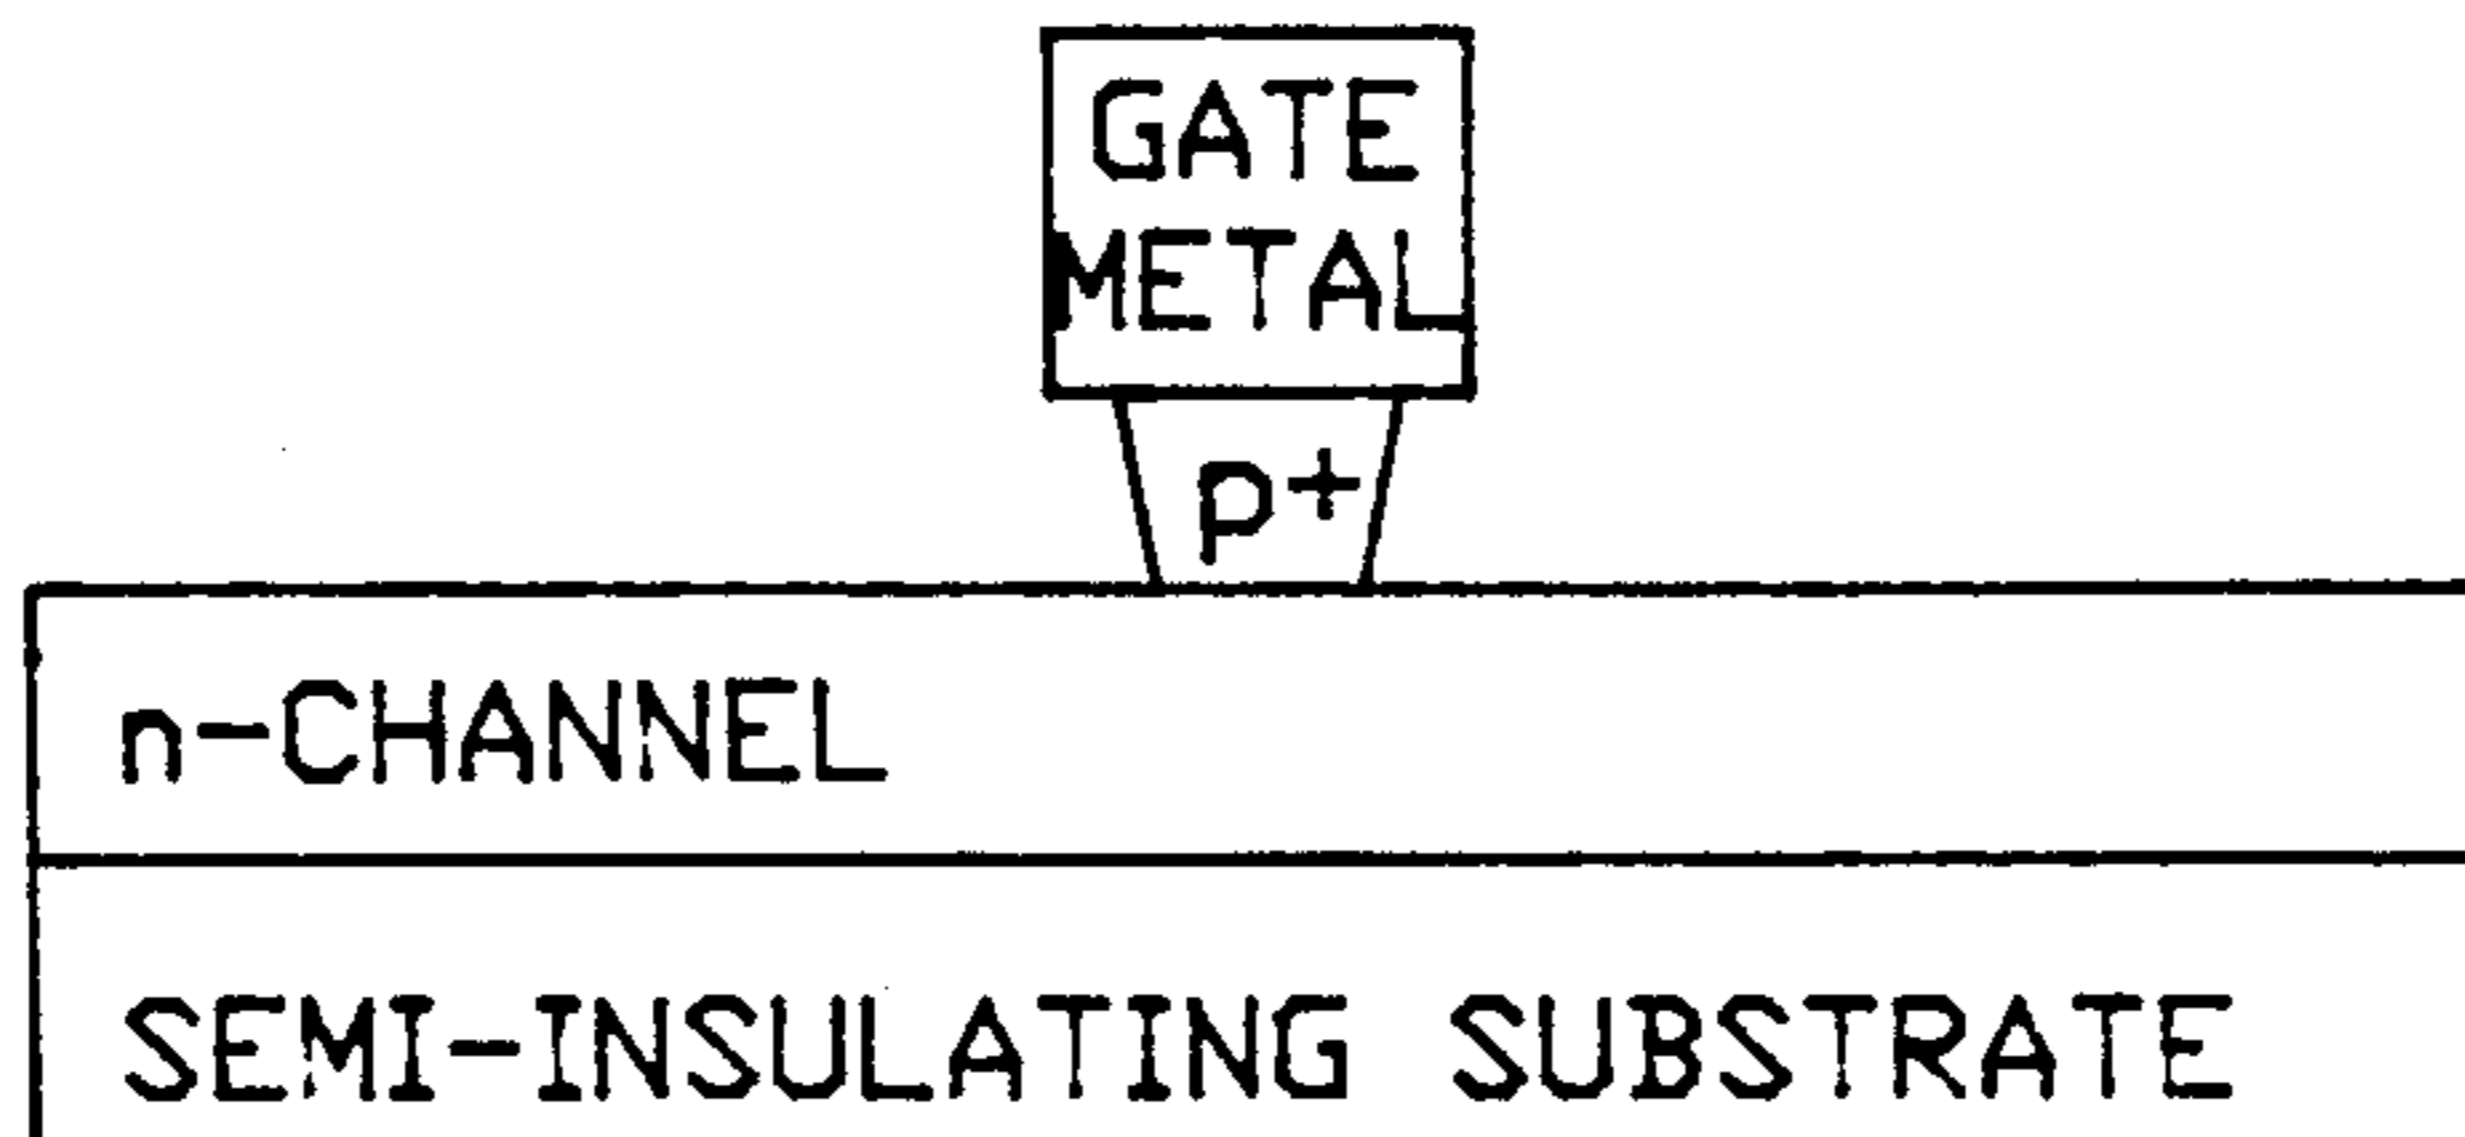 GATE
METAL
p+
n-CHANNEL
SEMI-INSULATING SUBSTRATE